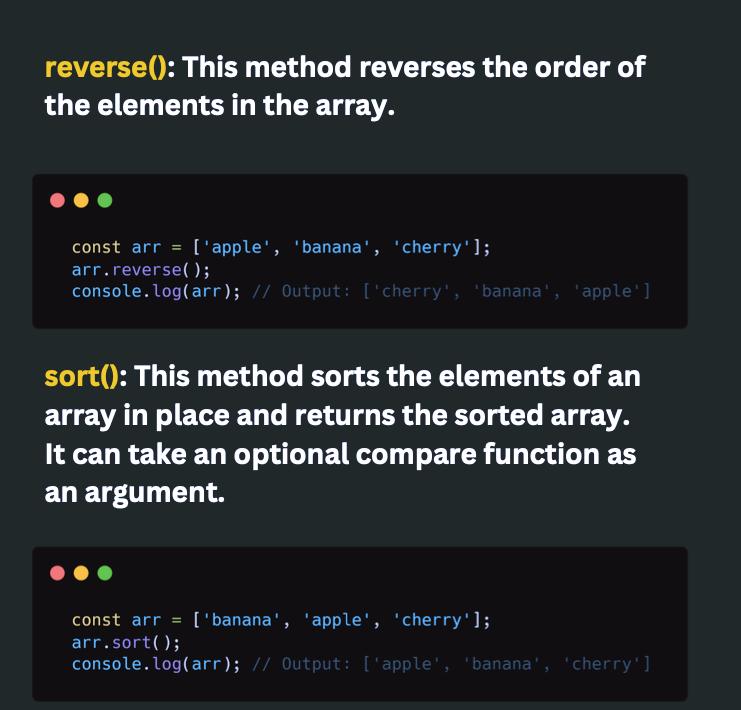 reverse(): This method reverses the order of
the elements in the array.
const arr = ['apple', 'banana', 'cherry'];
arr.reverse();
console.log(arr); // Output: ['cherry', 'banana', 'apple']
sort(): This method sorts the elements of an
array in place and returns the sorted array.
It can take an optional compare function as
an argument.
const arr = ['banana', 'apple', 'cherry'];
arr.sort();
console.log(arr); // Output: ['apple', 'banana', 'cherry']